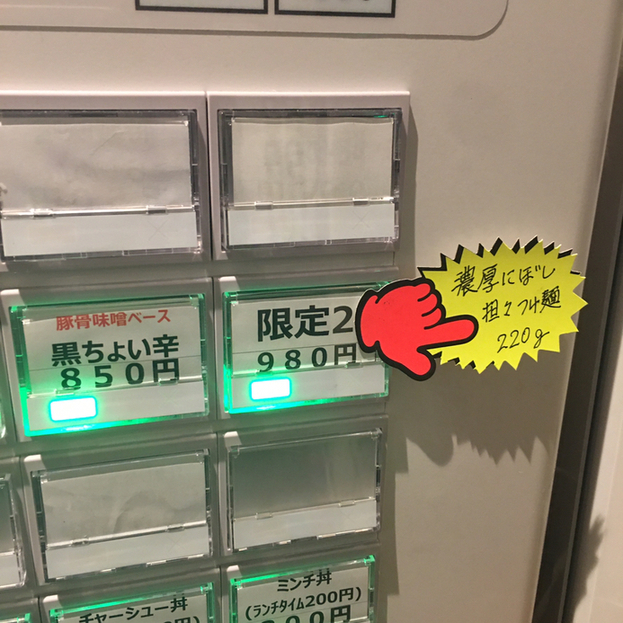 豚骨味噌ベース
黒ちょい辛
850円
限定2
980円
濃厚にぼし
担々つけ麺
220g
チャーシュー丼
ミンチ丼
(ランチタイム200円)